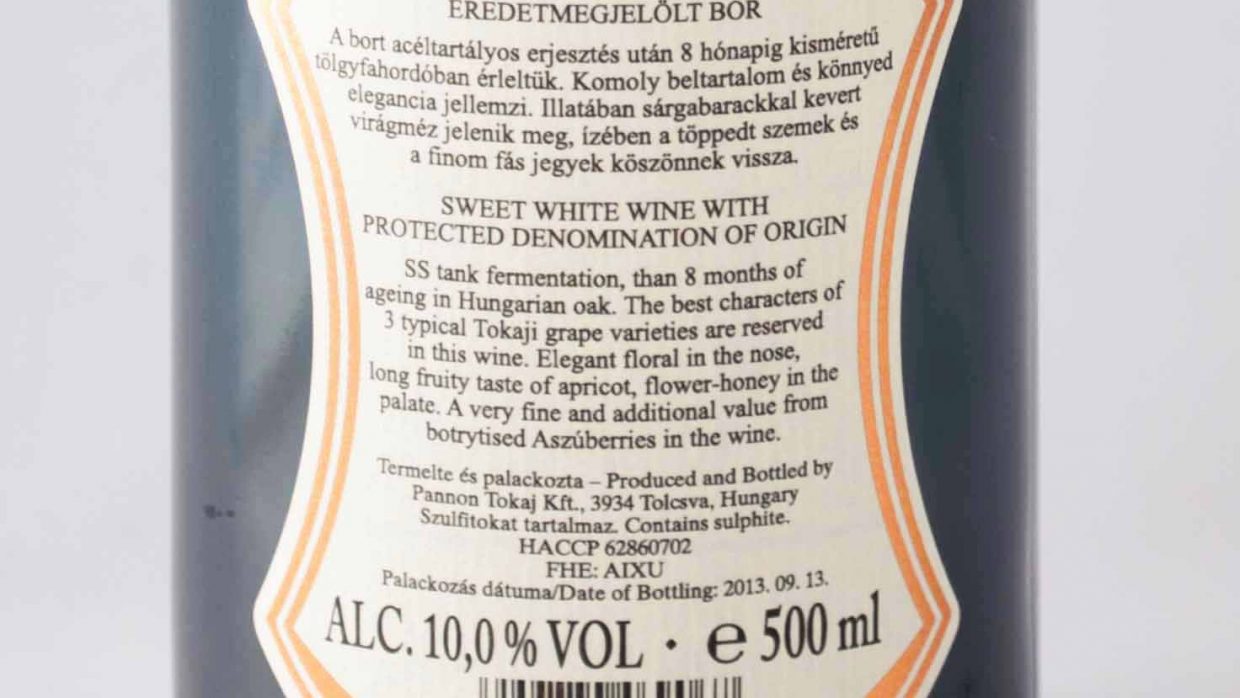 EREDETMEGJELÖLT BOR
A bort acéltartályos erjesztés után 8 hónapig kisméretű
tölgyfahordóban érleltük. Komoly beltartalom és könnyed
elegancia jellemzi. Illatában sárgabarackkal kevert
virágméz jelenik meg, ízében a töppedt szemek és
a finom fás jegyek köszönnek vissza.
SWEET WHITE WINE WITH
PROTECTED DENOMINATION OF ORIGIN
SS tank fermentation, than 8 months of
ageing in Hungarian oak. The best characters of
3 typical Tokaji grape varieties are reserved
in this wine. Elegant floral in the nose,
long fruity taste of apricot, flower-honey in the
palate. A very fine and additional value from
botrytised Aszúberries in the wine.
Termelte és palackozta – Produced and Bottled by
Pannon Tokaj Kft., 3934 Tolcsva, Hungary
Szulfitokat tartalmaz. Contains sulphite.
HACCP 62860702
FHE: AIXU
Palackozás dátuma/Date of Bottling: 2013. 09. 13.
ALC. 10,0 % VOL · e 500 ml